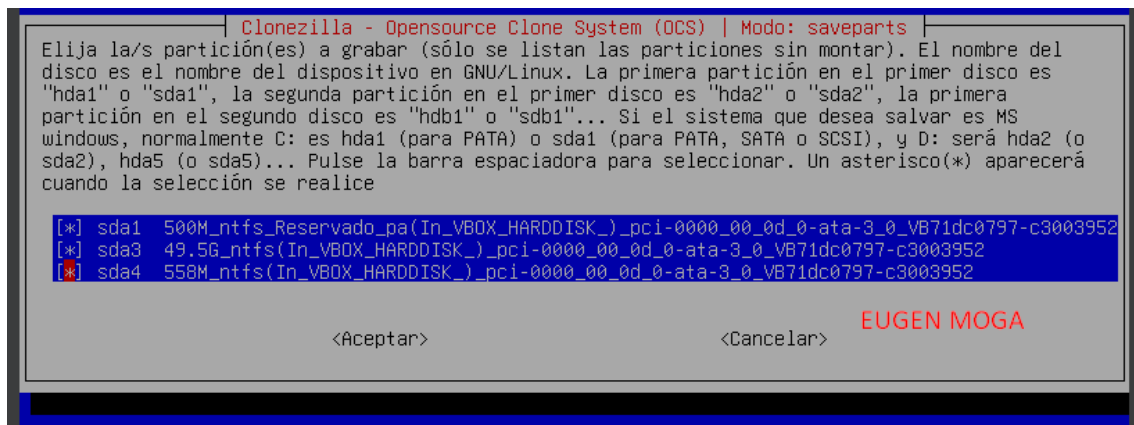 Clonezilla - Opensource Clone System (OCS) | Modo: saveparts
Elija la/s partición(es) a grabar (sólo se listan las particiones sin montar). El nombre del
disco es el nombre del dispositivo en GNU/Linux. La primera partición en el primer disco es
"hda1" o "sda1", la segunda partición en el primer disco es "hda2" o "sda2", la primera
partición en el segundo disco es "hdb1" o "sdb1"... Si el sistema que desea salvar es MS
windows, normalmente C: es hda1 (para PATA) o sda1 (para PATA, SATA o SCSI), y D: será hda2 (o
sda2), hda5 (o sda5)... Pulse la barra espaciadora para seleccionar. Un asterisco(*) aparecerá
cuando la selección se realice
[*] sda1 500M_ntfs_Reservado_pa(In_VBOX_HARDDISK_)_pci-0000_00_0d_0-ata-3_0_VB71dc0797-c3003952
[*] sda3 49.5G_ntfs(In_VBOX_HARDDISK_)_pci-0000_00_0d_0-ata-3_0_VB71dc0797-c3003952
[*] sda4 558M_ntfs(In_VBOX_HARDDISK_)_pci-0000_00_0d_0-ata-3_0_VB71dc0797-c3003952
EUGEN MOGA
<Aceptar> <Cancelar>